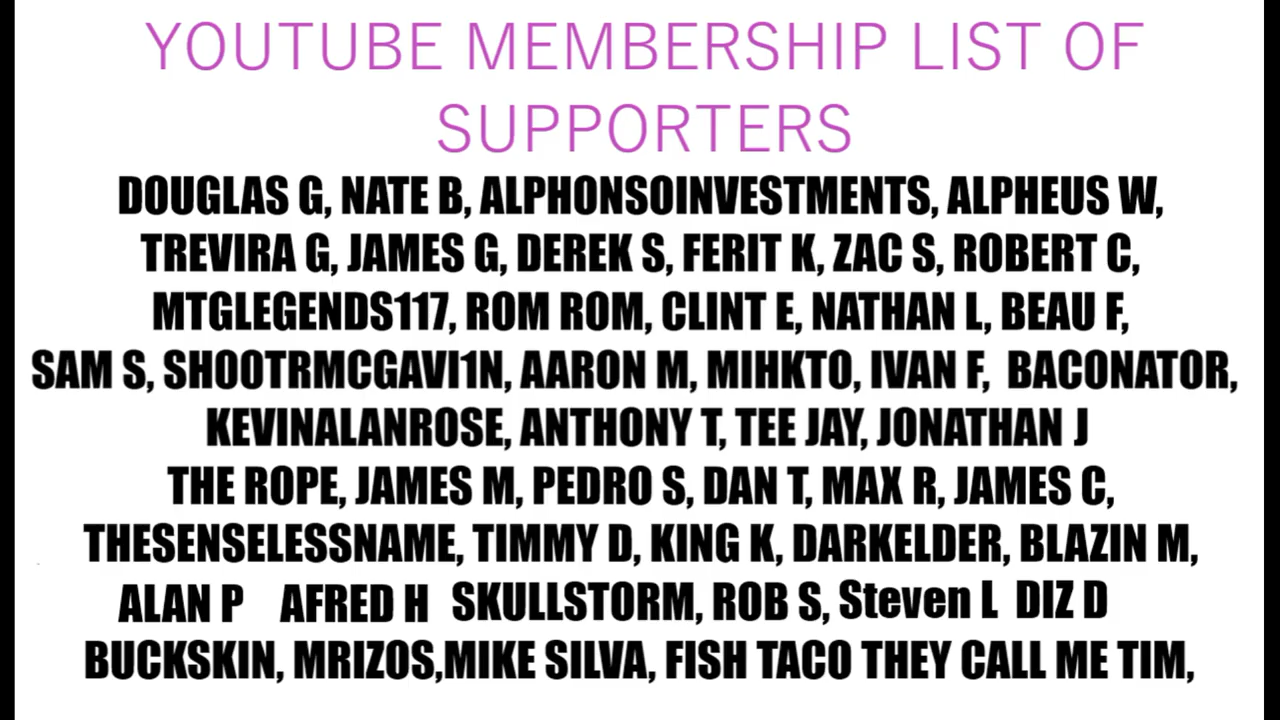 YOUTUBE MEMBERSHIP LIST OF
SUPPORTERS
DOUGLAS G, NATE B, ALPHONSOINVESTMENTS, ALPHEUS W,
TREVIRA G, JAMES G, DEREK S, FERIT K, ZAC S, ROBERT C,
MTGLEGENDS117, ROM ROM, CLINT E, NATHAN L, BEAU F,
SAM S, SHOOTRMCGAVI1N, AARON M, MIHKTO, IVAN F, BACONATOR,
KEVINALANROSE, ANTHONY T, TEE JAY, JONATHAN J
THE ROPE, JAMES M, PEDRO S, DAN T, MAX R, JAMES C,
THESENSELESSNAME, TIMMY D, KING K, DARKELDER, BLAZIN M,
ALAN P AFRED H SKULLSTORM, ROB S, Steven L DIZ D
BUCKSKIN, MRIZOS,MIKE SILVA, FISH TACO THEY CALL ME TIM,